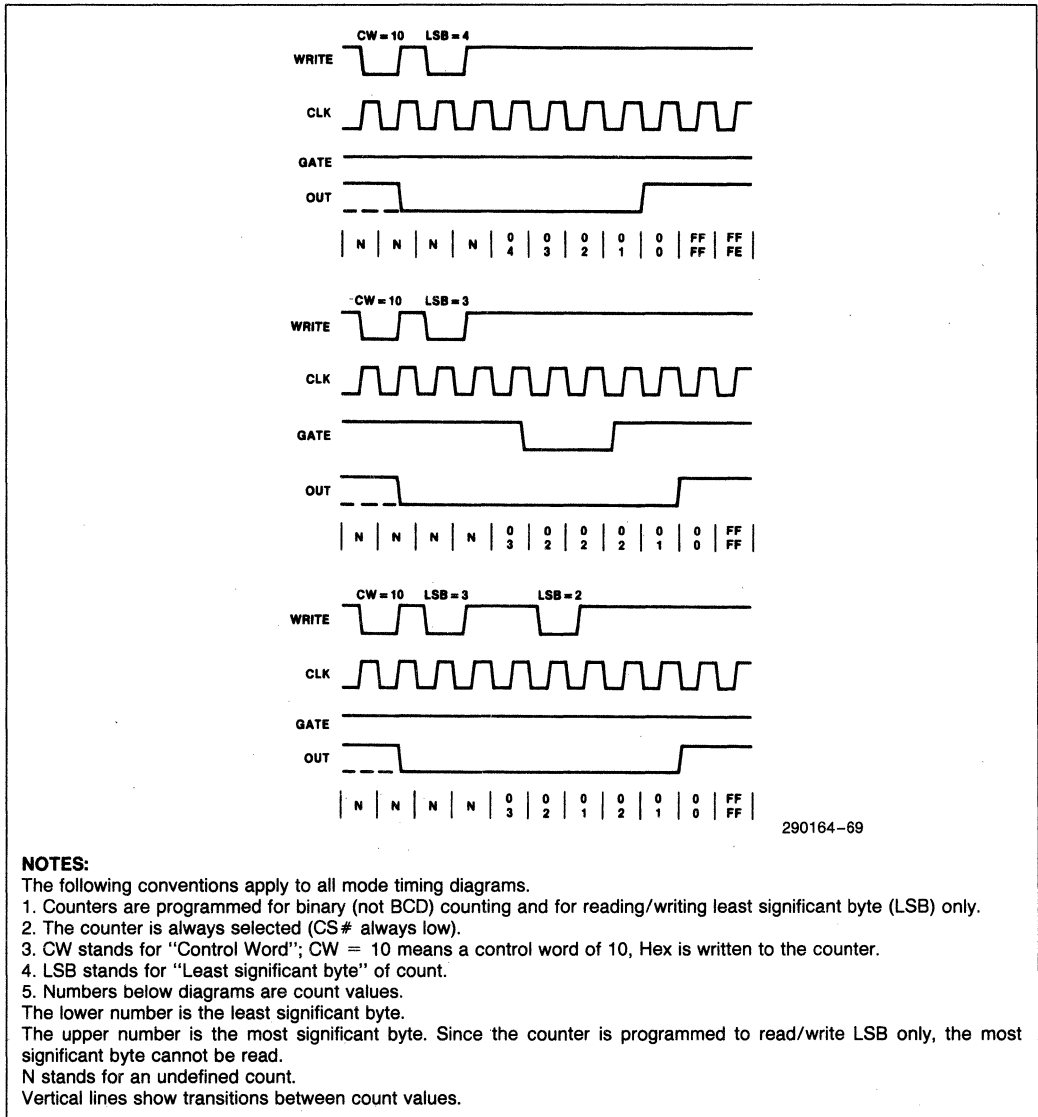 CW = 10 LSB = 4
WRITE
CLK
GATE
OUT
N N N N 0 0 0 0 0 FF FF
4 3 2 1 0 FF FE
CW = 10 LSB = 3
WRITE
CLK
GATE
OUT
N N N N 0 0 0 0 0 0 FF
3 2 2 2 1 0 FF
CW = 10 LSB = 3 LSB = 2
WRITE
CLK
GATE
OUT
N N N N 0 0 0 0 0 0 FF
3 2 1 2 1 0 FF
290164–69
NOTES:
The following conventions apply to all mode timing diagrams.
1. Counters are programmed for binary (not BCD) counting and for reading/writing least significant byte (LSB) only.
2. The counter is always selected (CS# always low).
3. CW stands for "Control Word"; CW = 10 means a control word of 10, Hex is written to the counter.
4. LSB stands for "Least significant byte" of count.
5. Numbers below diagrams are count values.
The lower number is the least significant byte.
The upper number is the most significant byte. Since the counter is programmed to read/write LSB only, the most
significant byte cannot be read.
N stands for an undefined count.
Vertical lines show transitions between count values.